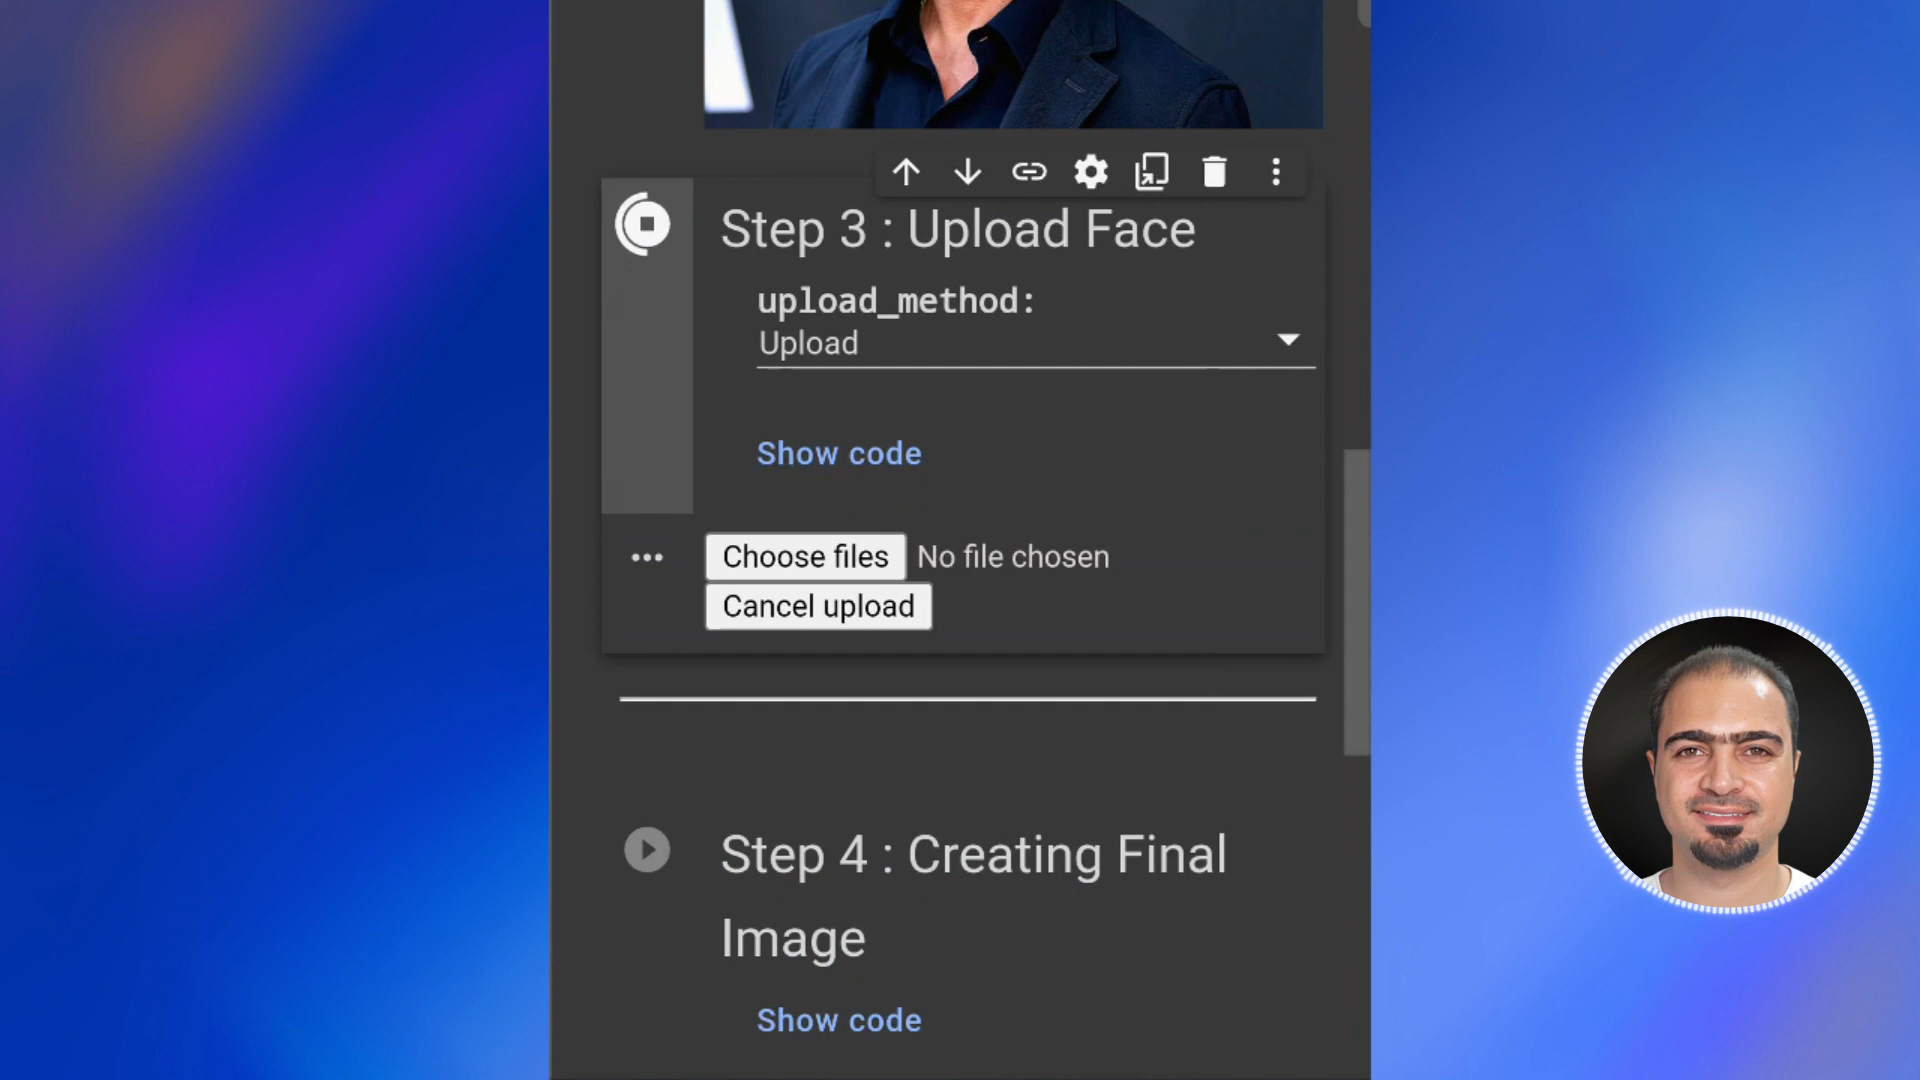 Step 3 : Upload Face
upload_method:
Upload
Show code
Choose files No file chosen
Cancel upload
Step 4 : Creating Final
Image
Show code